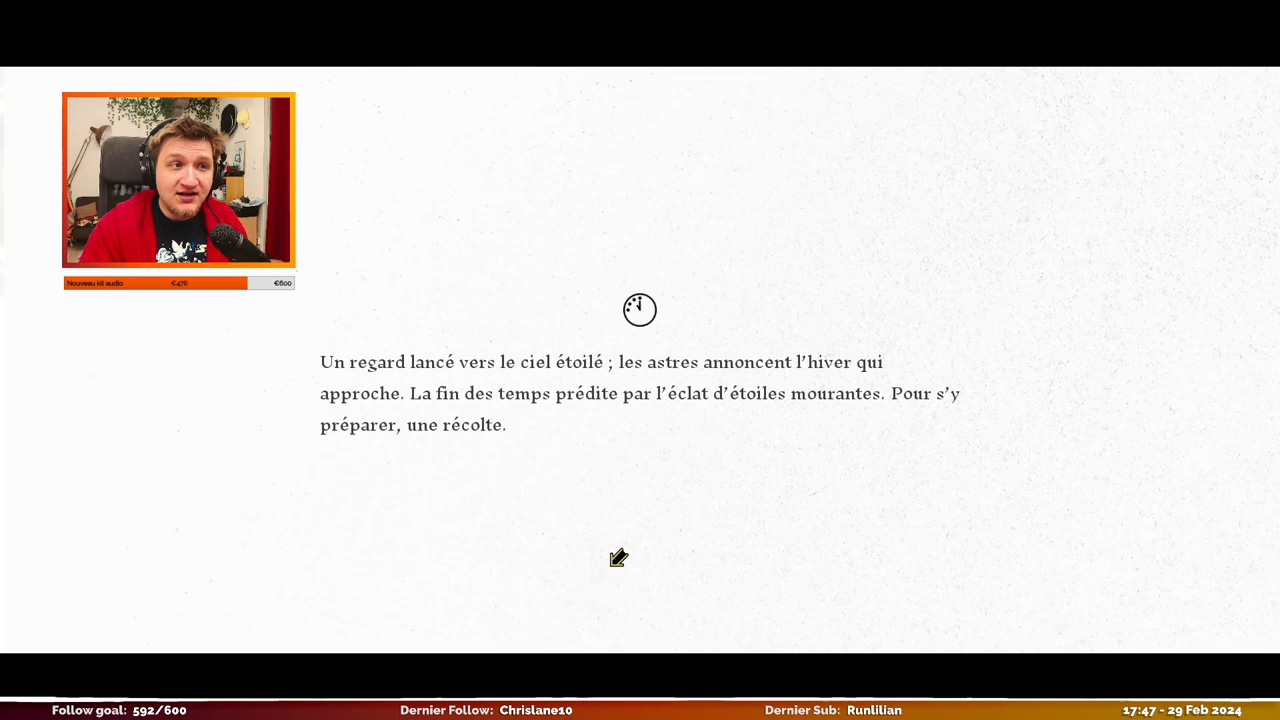 Nouveau kit audio €476 €600
Un regard lancé vers le ciel étoilé ; les astres annoncent l’hiver qui
approche. La fin des temps prédite par l’éclat d’étoiles mourantes. Pour s’y
préparer, une récolte.
Follow goal: 592/600 Dernier Follow: Chrislane10 Dernier Sub: Runlilian 17:47 - 29 Feb 2024